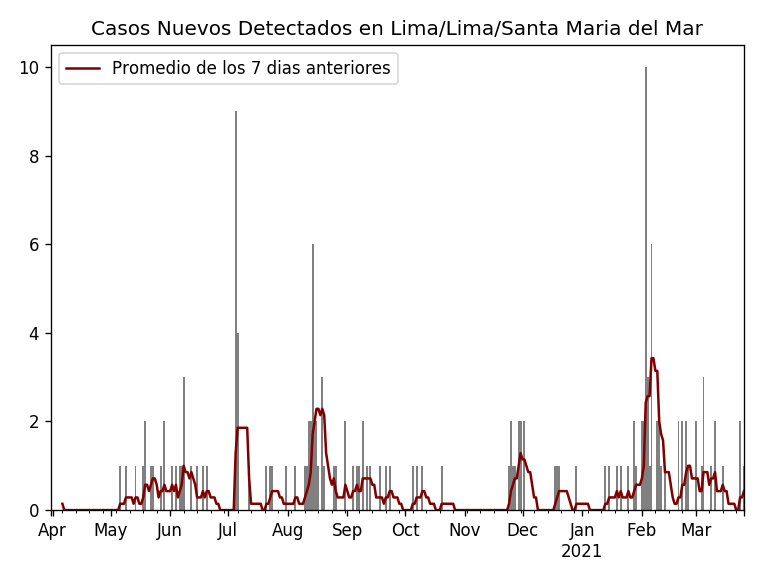 Casos Nuevos Detectados en Lima/Lima/Santa Maria del Mar
Promedio de los 7 dias anteriores
10
8
6
4
2
0
Apr May Jun Jul Aug Sep Oct Nov Dec Jan Feb Mar
2021